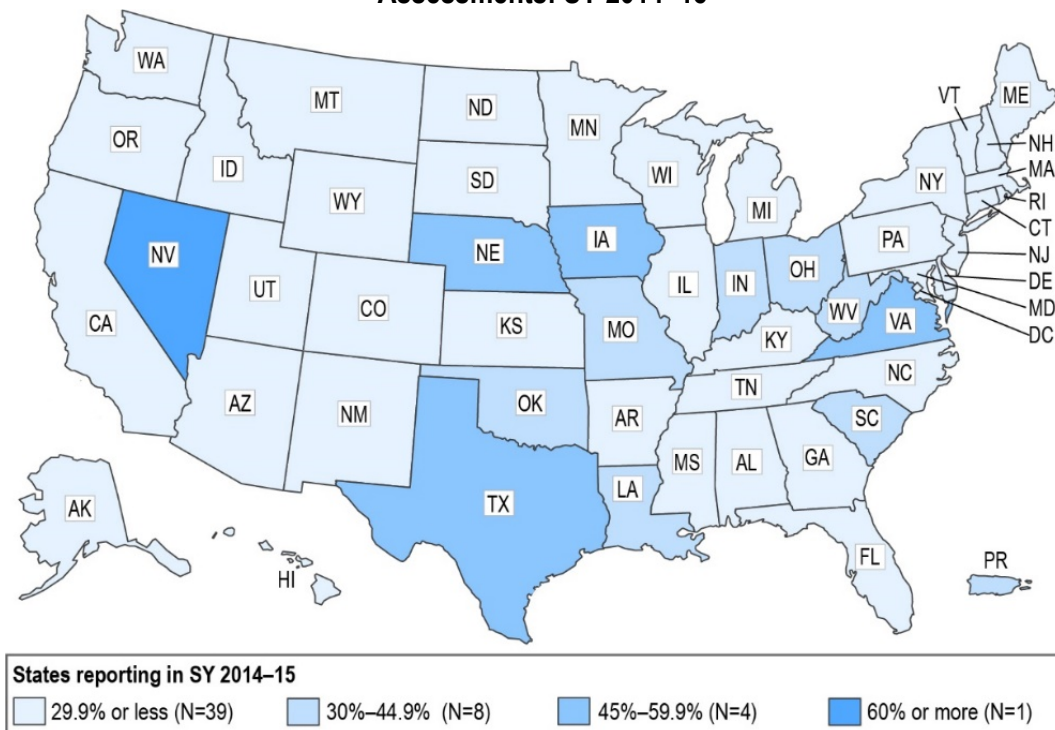 Assessments: SY 2014–15
WA
MT
ND
MN
VT
ME
OR
ID
SD
WI
NH
MA
WY
MI
NY
RI
CT
NV
NE
IA
PA
NJ
UT
IL
IN
OH
DE
CA
CO
WV
MD
KS
MO
VA
DC
KY
AZ
NM
OK
TN
NC
AR
SC
MS
AL
GA
TX
LA
AK
HI
FL
PR
States reporting in SY 2014–15
29.9% or less (N=39) 30%–44.9% (N=8) 45%–59.9% (N=4) 60% or more (N=1)